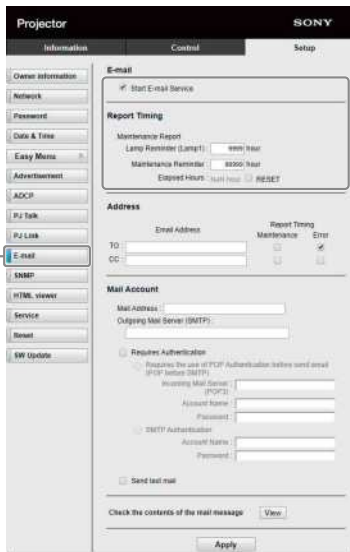 Projector
SONY
Information
Control
Setup
Owner information
Network
Password
Date & Time
Easy Menu
Advertisement
ADCP
PJ Talk
PJ Link
E-mail
SNMP
HTML viewer
Service
Reset
SW Update
E-mail
Start E-mail Service
Report Timing
Maintenance Report
Lamp Reminder (Lamp1) : hour
Maintenance Reminder : hour
Elapsed Hours : hour RESET
Address
Email Address
Report Timing
Maintenance Error
TO :
CC :
Mail Account
Mail Address :
Outgoing Mail Server (SMTP) :
Requires Authentication
Requires the use of POP Authentication before send email
(POP before SMTP)
Incoming Mail Server :
(POP3)
Account Name :
Password :
SMTP Authentication
Account Name :
Password :
Send test mail
Check the contents of the mail message View
Apply